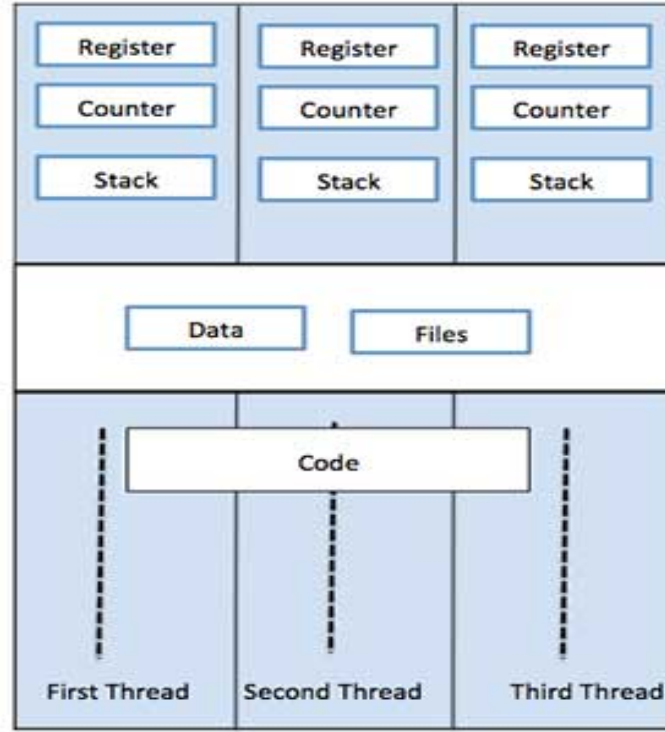 Register Register Register
Counter Counter Counter
Stack Stack Stack
Data Files
Code
First Thread Second Thread Third Thread